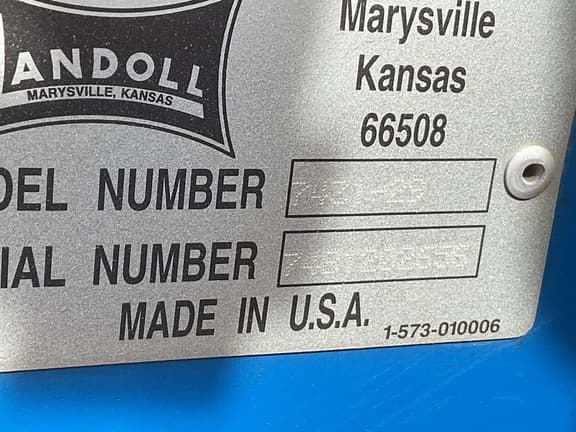 ANDOLL
MARYSVILLE, KANSAS
Marysville
Kansas
66508
DEL NUMBER
IAL NUMBER
MADE IN U.S.A.
1-573-010006